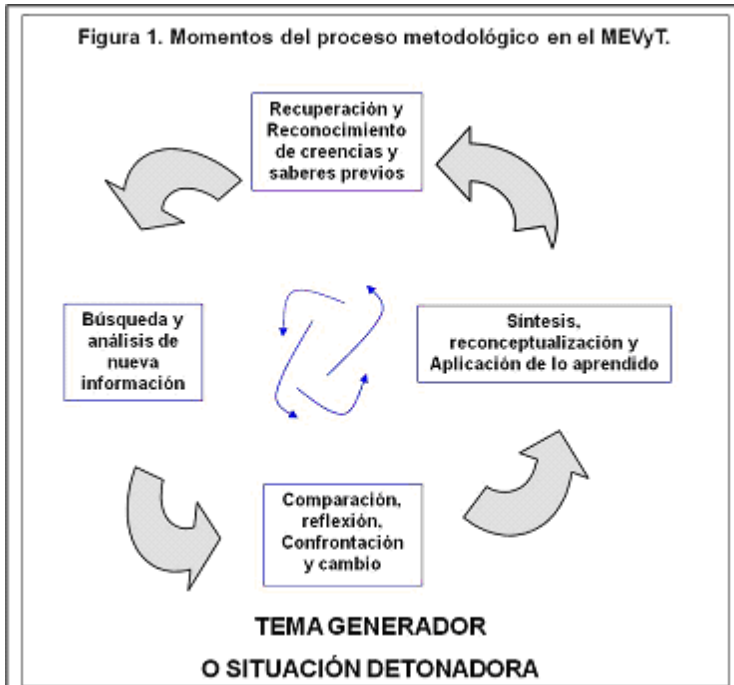 Figura 1. Momentos del proceso metodológico en el MEVyT.
Recuperación y
Reconocimiento
de creencias y
saberes previos
Búsqueda y
análisis de
nueva
información
Síntesis,
reconceptualización y
Aplicación de lo aprendido
Comparación,
reflexión,
Confrontación
y cambio
TEMA GENERADOR
O SITUACIÓN DETONADORA